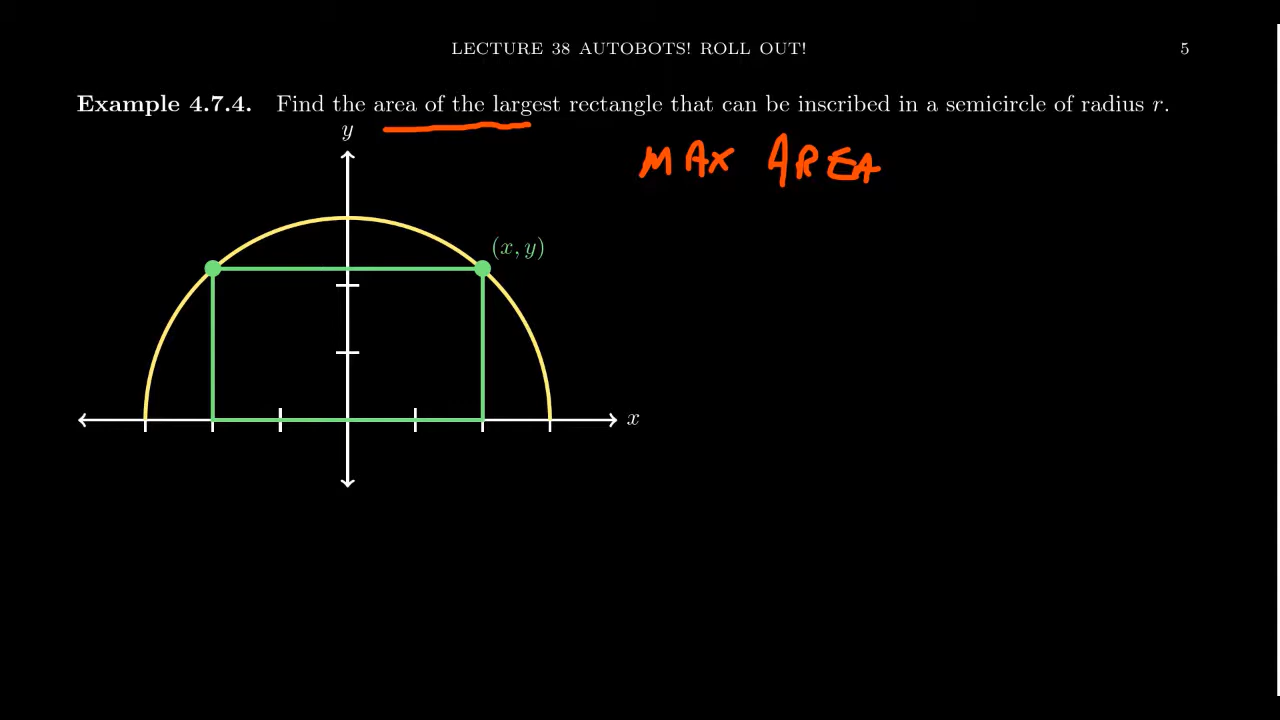 LECTURE 38 AUTOBOTS! ROLL OUT! 5
Example 4.7.4. Find the area of the largest rectangle that can be inscribed in a semicircle of radius r.
y
MAX AREA
(x, y)
x